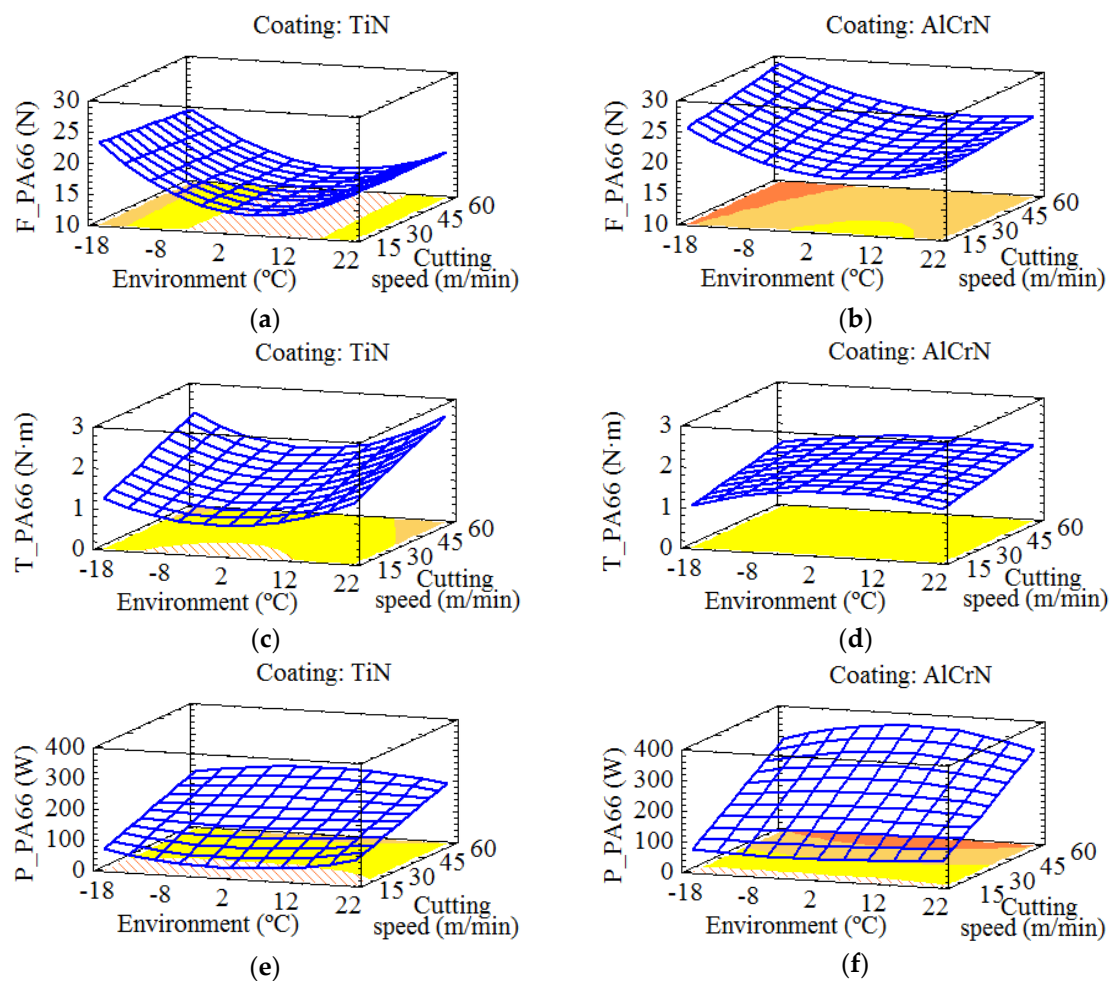 Coating: TiN
F_PA66 (N)
30
25
20
15
10
-18
-8
2
12
22
15
30
45
60
Environment (ºC)
Cutting
speed (m/min)
(a)
Coating: AlCrN
F_PA66 (N)
30
25
20
15
10
-18
-8
2
12
22
15
30
45
60
Environment (ºC)
Cutting
speed (m/min)
(b)
Coating: TiN
T_PA66 (N·m)
3
2
1
0
-18
-8
2
12
22
15
30
45
60
Environment (ºC)
Cutting
speed (m/min)
(c)
Coating: AlCrN
T_PA66 (N·m)
3
2
1
0
-18
-8
2
12
22
15
30
45
60
Environment (ºC)
Cutting
speed (m/min)
(d)
Coating: TiN
P_PA66 (W)
400
300
200
100
0
-18
-8
2
12
22
15
30
45
60
Environment (ºC)
Cutting
speed (m/min)
(e)
Coating: AlCrN
P_PA66 (W)
400
300
200
100
0
-18
-8
2
12
22
15
30
45
60
Environment (ºC)
Cutting
speed (m/min)
(f)